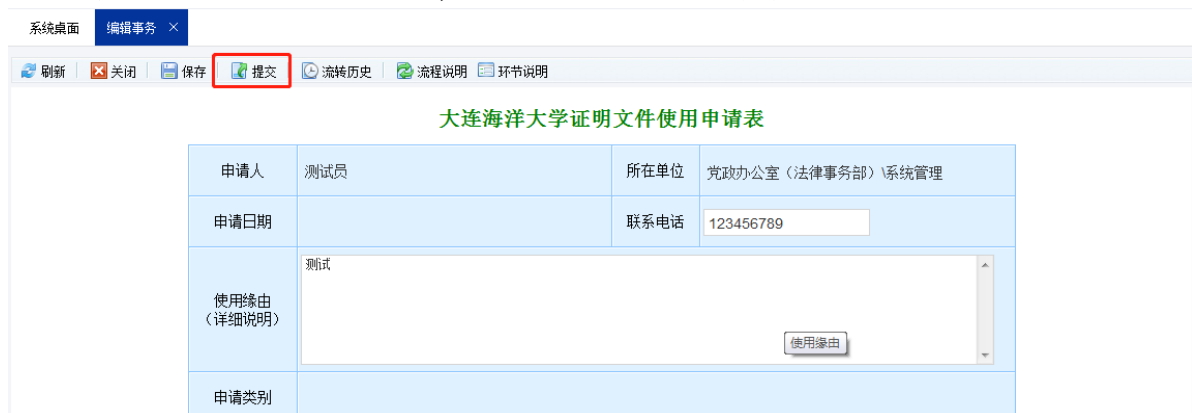 系统桌面 编辑事务 ×
刷新 关闭 保存 提交 流转历史 流程说明 环节说明
大连海洋大学证明文件使用申请表
申请人 测试员 所在单位 党政办公室（法律事务部）\系统管理
申请日期 联系电话 123456789
测试
使用缘由
（详细说明）
使用缘由
申请类别